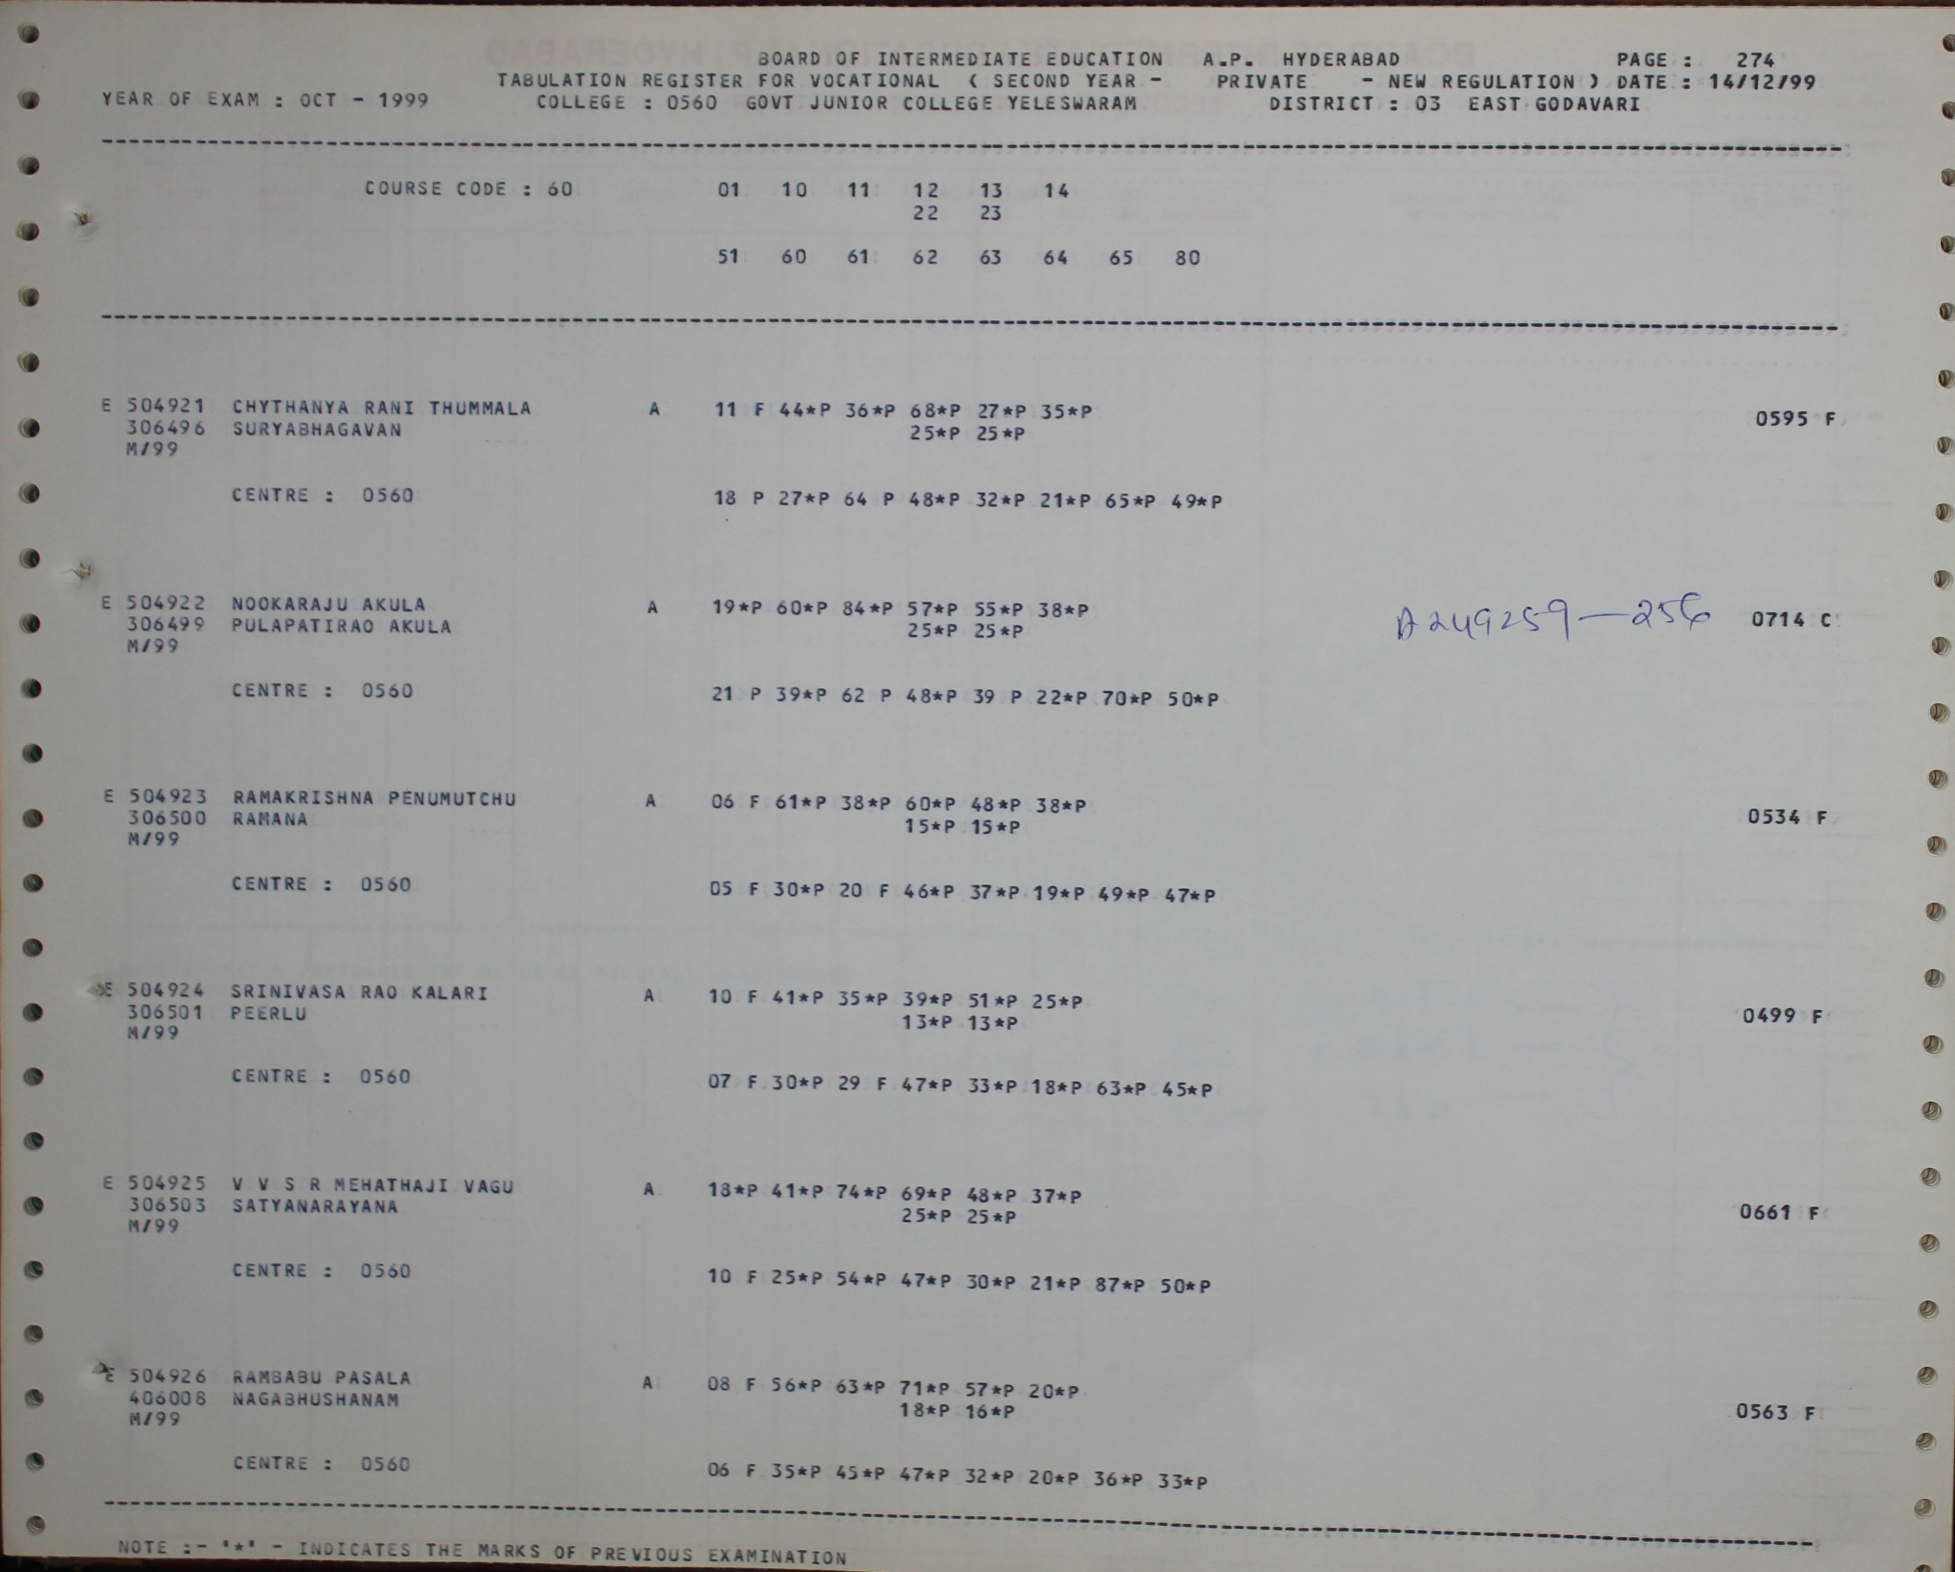 BOARD OF INTERMEDIATE EDUCATION A.P. HYDERABAD PAGE : 274
TABULATION REGISTER FOR VOCATIONAL ( SECOND YEAR - PRIVATE - NEW REGULATION ) DATE : 14/12/99
YEAR OF EXAM : OCT - 1999 COLLEGE : 0560 GOVT JUNIOR COLLEGE YELESWARAM DISTRICT : 03 EAST GODAVARI
COURSE CODE : 60 01 10 11 12 13 14
22 23
51 60 61 62 63 64 65 80
E 504921 CHYTHANYA RANI THUMMALA A 11 F 44*P 36*P 68*P 27*P 35*P
306496 SURYABHAGAVAN 25*P 25*P 0595 F
M/99
CENTRE : 0560 18 P 27*P 64 P 48*P 32*P 21*P 65*P 49*P
E 504922 NOOKARAJU AKULA A 19*P 60*P 84*P 57*P 55*P 38*P
306499 PULAPATIRAO AKULA 25*P 25*P A249259-256 0714 C
M/99
CENTRE : 0560 21 P 39*P 62 P 48*P 39 P 22*P 70*P 50*P
E 504923 RAMAKRISHNA PENUMUTCHU A 06 F 61*P 38*P 60*P 48*P 38*P
306500 RAMANA 15*P 15*P 0534 F
M/99
CENTRE : 0560 05 F 30*P 20 F 46*P 37*P 19*P 49*P 47*P
E 504924 SRINIVASA RAO KALARI A 10 F 41*P 35*P 39*P 51*P 25*P
306501 PEERLU 13*P 13*P 0499 F
M/99
CENTRE : 0560 07 F 30*P 29 F 47*P 33*P 18*P 63*P 45*P
E 504925 V V S R MEHATHAJI VAGU A 18*P 41*P 74*P 69*P 48*P 37*P
306503 SATYANARAYANA 25*P 25*P 0661 F
M/99
CENTRE : 0560 10 F 25*P 54*P 47*P 30*P 21*P 87*P 50*P
E 504926 RAMBABU PASALA A 08 F 56*P 63*P 71*P 57*P 20*P
406008 NAGABHUSHANAM 18*P 16*P 0563 F
M/99
CENTRE : 0560 06 F 35*P 45*P 47*P 32*P 20*P 36*P 33*P
NOTE :- '*' - INDICATES THE MARKS OF PREVIOUS EXAMINATION